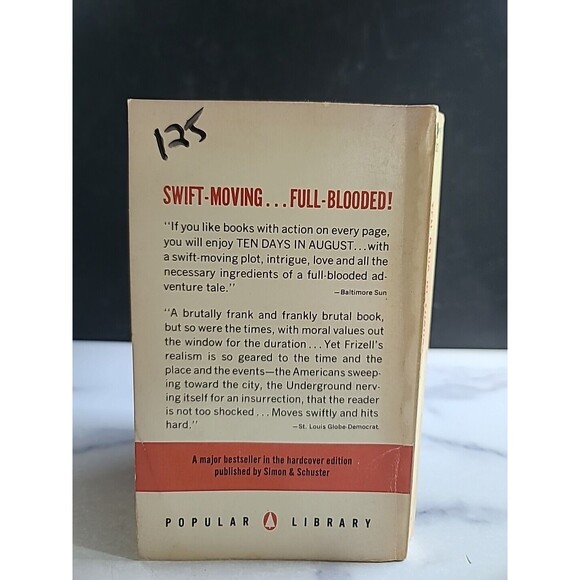 125
SWIFT-MOVING...FULL-BLOODED!
"If you like books with action on every page,
you will enjoy TEN DAYS IN AUGUST...with
a swift-moving plot, intrigue, love and all the
necessary ingredients of a full-blooded ad-
venture tale."
—Baltimore Sun
"A brutally frank and frankly brutal book,
but so were the times, with moral values out
the window for the duration...Yet Frizell's
realism is so geared to the time and the
place and the events—the Americans sweep-
ing toward the city, the Underground nerv-
ing itself for an insurrection, that the reader
is not too shocked...Moves swiftly and hits
hard."
—St. Louis Globe-Democrat.
A major bestseller in the hardcover edition
published by Simon & Schuster
POPULAR LIBRARY